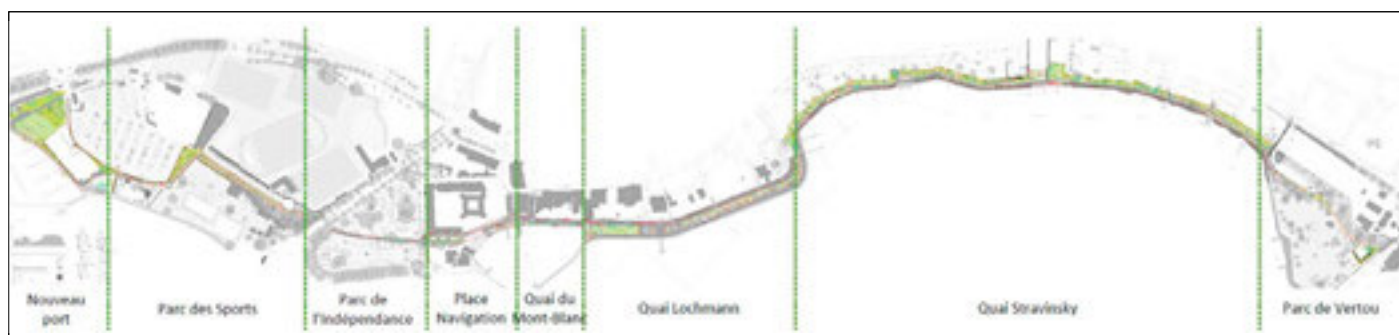 Nouveau
port
Parc des Sports
Parc de
l'Indépendance
Place
Navigation
Quai du
Mont-Blanc
Quai Lochmann
Quai Stravinsky
Parc de Vertou